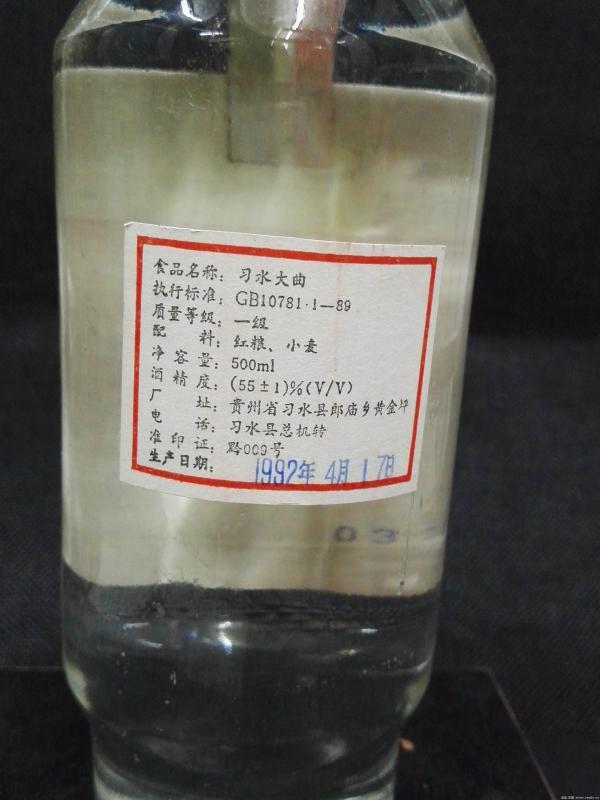 食品名称：习水大曲
执行标准：GB10781·1—89
质量等级：一级
配料：红粮、小麦
净容量：500ml
酒精度：(55±1)%(V/V)
厂址：贵州省习水县郎庙乡黄金坪
电话：习水县总机转
准印证：黔009号
生产日期：1992年4月17日
03